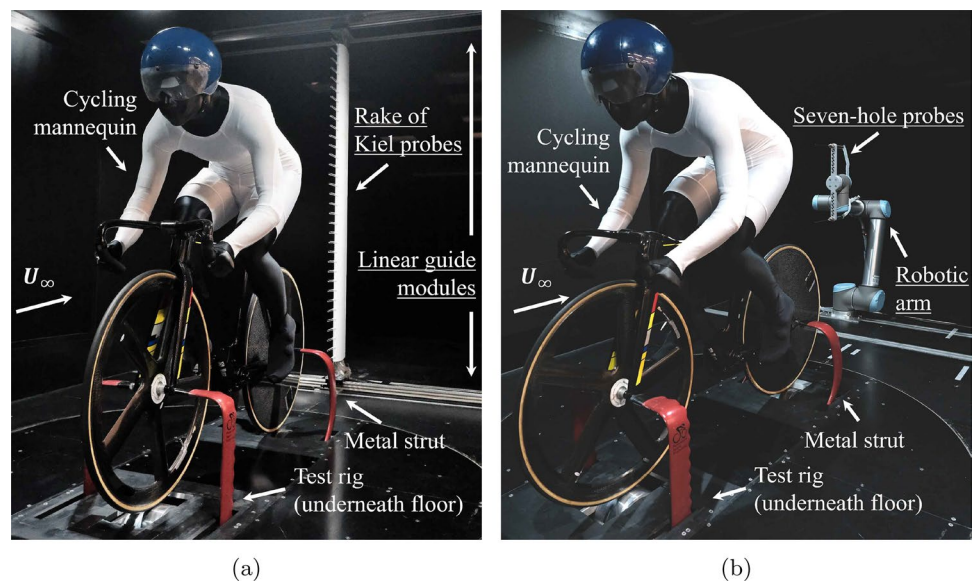 Cycling
mannequin
Rake of
Kiel probes
Linear guide
modules
U∞
Metal strut
Test rig
(underneath floor)
(a)
Seven-hole probes
Cycling
mannequin
U∞
Robotic
arm
Metal strut
Test rig
(underneath floor)
(b)